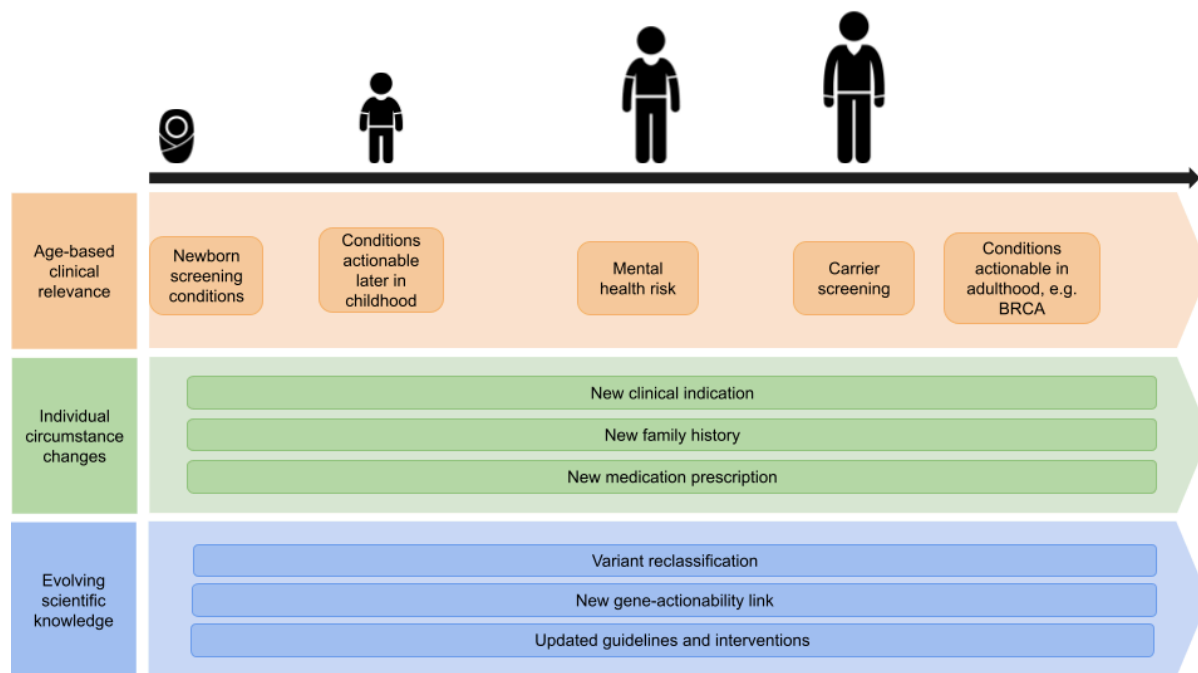 Age-based
clinical
relevance
Newborn
screening
conditions
Conditions
actionable
later in
childhood
Mental
health risk
Carrier
screening
Conditions
actionable in
adulthood, e.g.
BRCA
Individual
circumstance
changes
New clinical indication
New family history
New medication prescription
Evolving
scientific
knowledge
Variant reclassification
New gene-actionability link
Updated guidelines and interventions